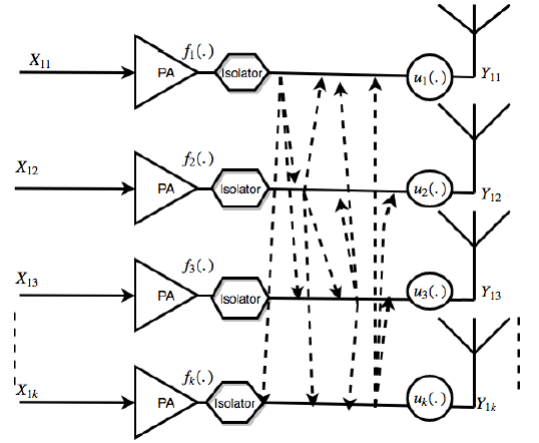 X11 PA f1(.) Isolator u1(.) Y11
X12 PA f2(.) Isolator u2(.) Y12
X13 PA f3(.) Isolator u3(.) Y13
X1k PA fk(.) Isolator uk(.) Y1k